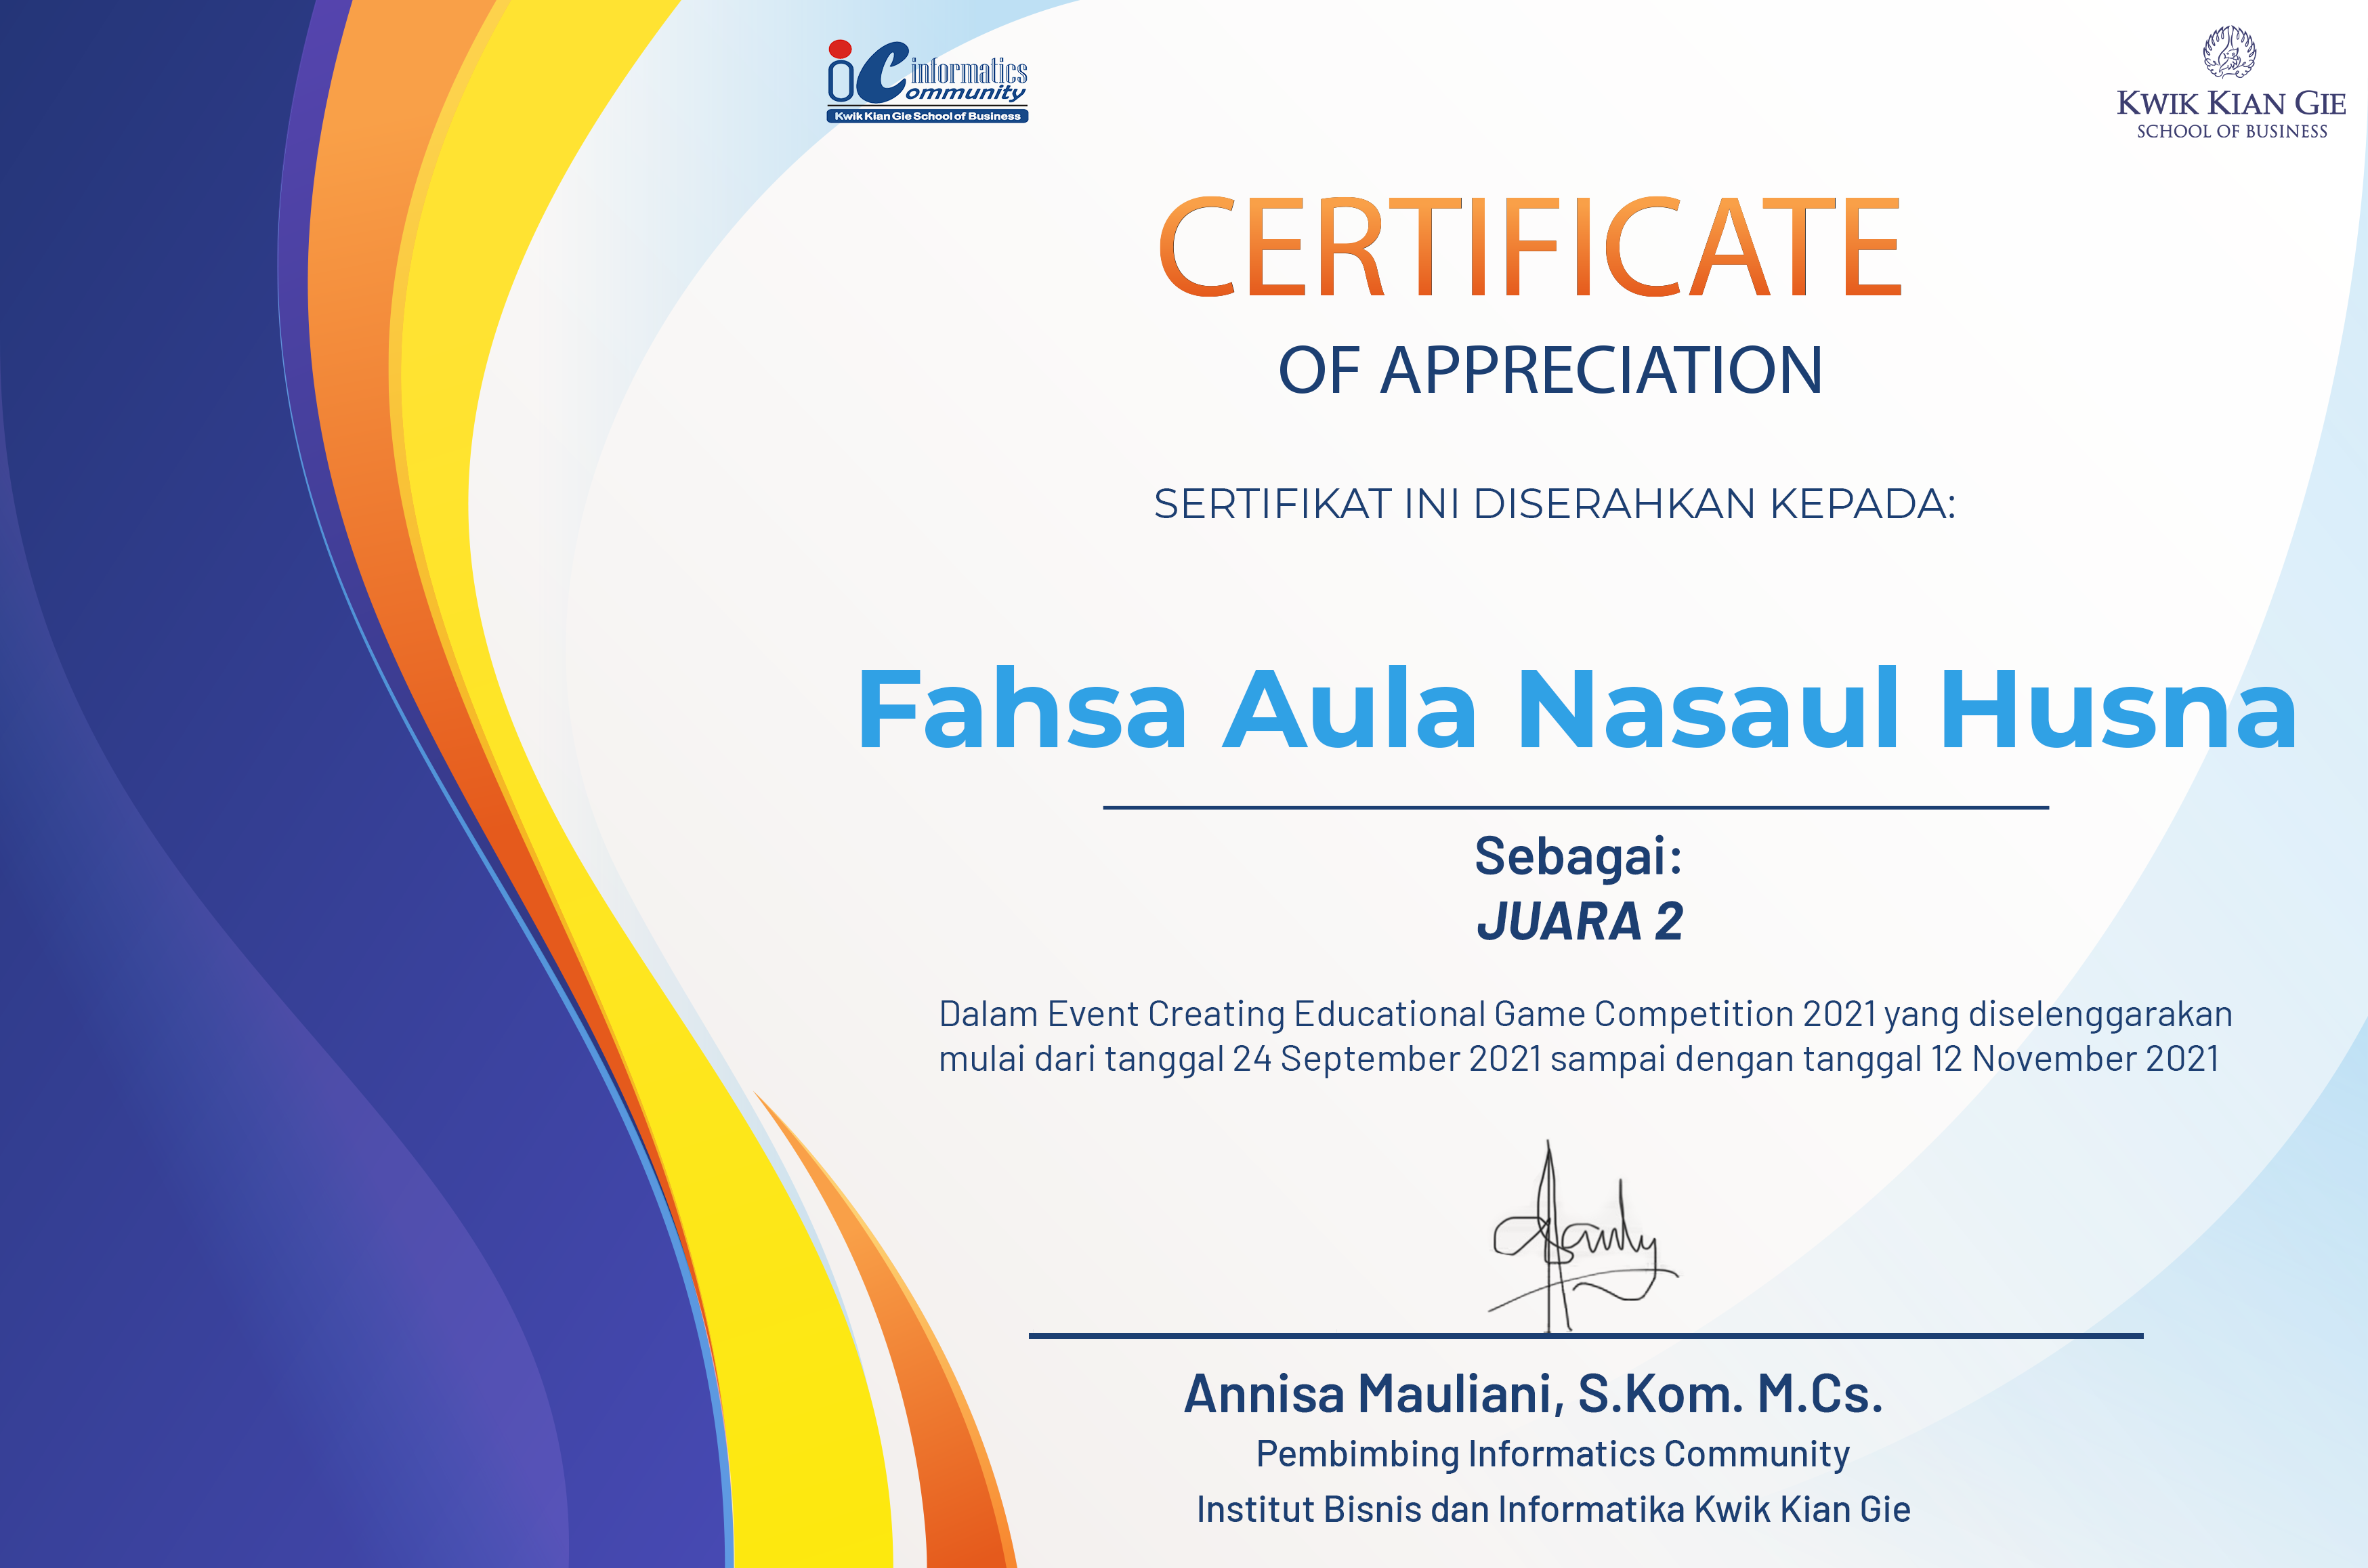 informatics
Community
Kwik Kian Gie School of Business
KWIK KIAN GIE
SCHOOL OF BUSINESS
CERTIFICATE
OF APPRECIATION
SERTIFIKAT INI DISERAHKAN KEPADA:
Fahsa Aula Nasaul Husna
Sebagai:
JUARA 2
Dalam Event Creating Educational Game Competition 2021 yang diselenggarakan
mulai dari tanggal 24 September 2021 sampai dengan tanggal 12 November 2021
Annisa Mauliani, S.Kom. M.Cs.
Pembimbing Informatics Community
Institut Bisnis dan Informatika Kwik Kian Gie